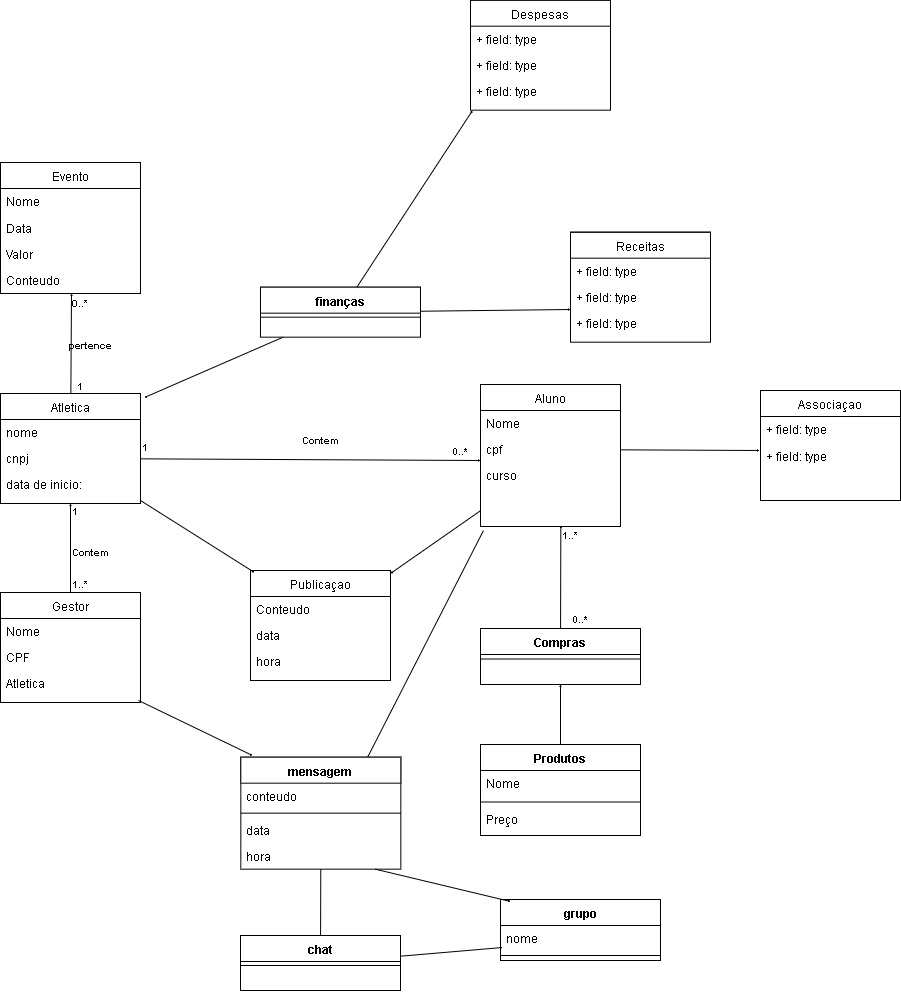 Despesas
+ field: type
+ field: type
+ field: type
Evento
Nome
Data
Valor
Conteudo
0..*
pertence
1
Receitas
+ field: type
+ field: type
+ field: type
finanças
Atletica
nome
cnpj
data de inicio:
1
Contem
0..*
Aluno
Nome
cpf
curso
Associaçao
+ field: type
+ field: type
1
Contem
1..*
Gestor
Nome
CPF
Atletica
Publicaçao
Conteudo
data
hora
1..*
0..*
Compras
Produtos
Nome
Preço
mensagem
conteudo
data
hora
chat
grupo
nome